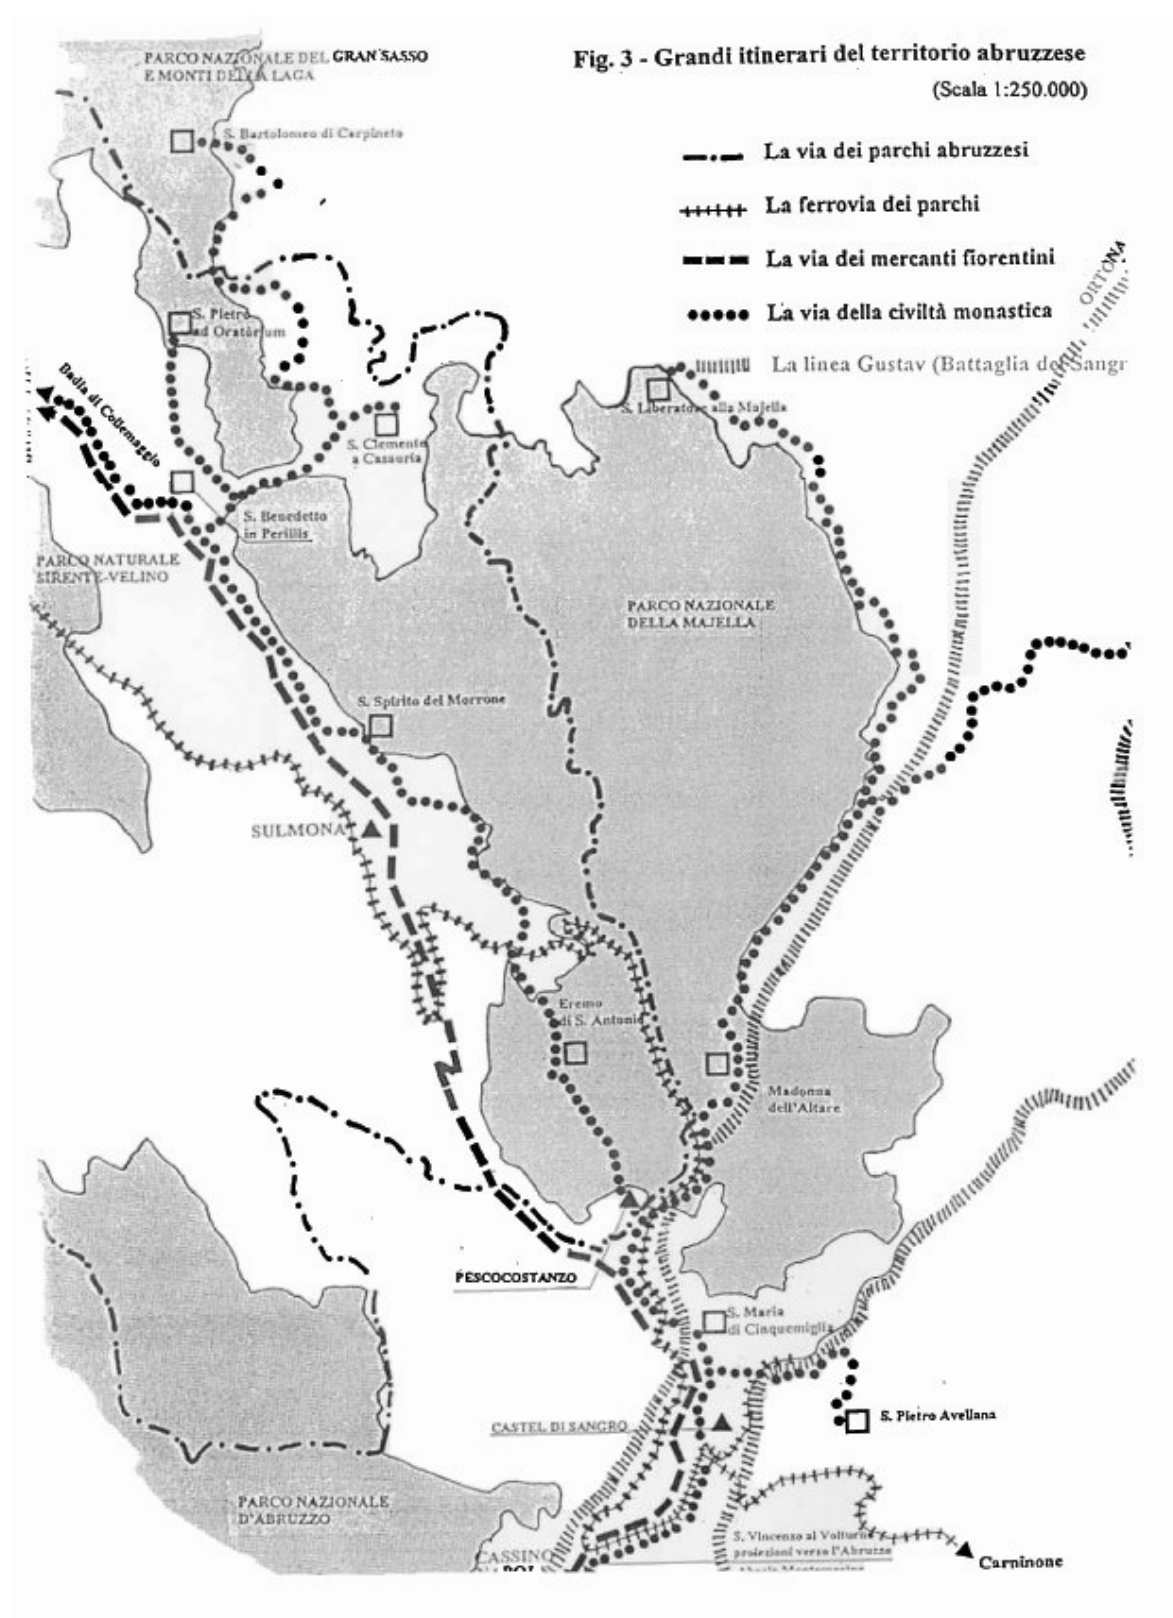 PARCO NAZIONALE DEL GRAN SASSO
E MONTI DELLA LAGA
Fig. 3 - Grandi itinerari del territorio abruzzese
(Scala 1:250.000)
S. Bartolomeo di Carpineto
La via dei parchi abruzzesi
La ferrovia dei parchi
La via dei mercanti fiorentini
La via della civiltà monastica
La linea Gustav (Battaglia del Sangr
ORTONA
S. Pietro
ad Oratorium
Badia di Collemaggio
S. Liberatore alla Majella
S. Clemente
a Casauria
S. Benedetto
in Perillis
PARCO NATURALE
SIRENTE-VELINO
PARCO NAZIONALE
DELLA MAJELLA
S. Spirito del Morrone
SULMONA
Eremo
di S. Antonio
Madonna
dell'Altare
PESCOCOSTANZO
S. Maria
di Cinquemiglia
CASTEL DI SANGRO
S. Pietro Avellana
PARCO NAZIONALE
D'ABRUZZO
S. Vincenzo al Volturno
proiezioni verso l'Abruzzo
CASSINO
Carninone